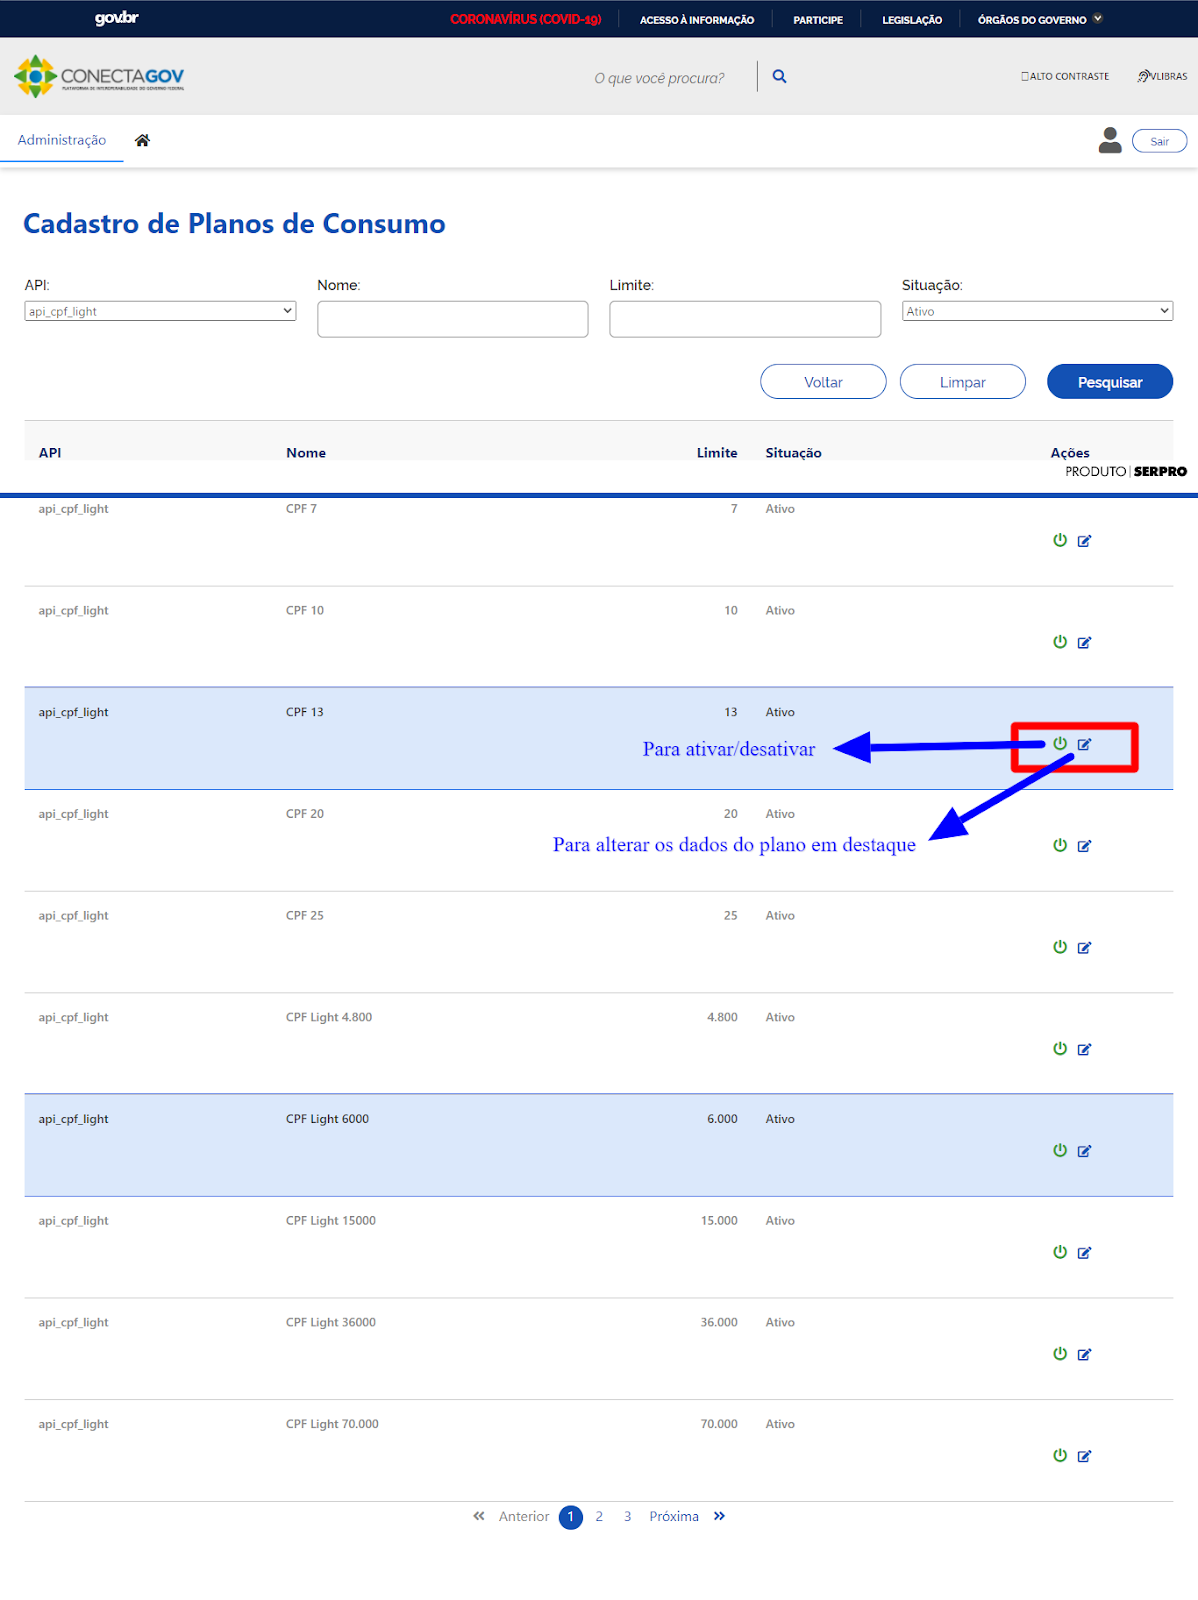 gov.br
CORONAVÍRUS (COVID-19)
ACESSO À INFORMAÇÃO
PARTICIPE
LEGISLAÇÃO
ÓRGÃOS DO GOVERNO
CONECTAGOV
PLATAFORMA DE INTEROPERABILIDADE DO GOVERNO FEDERAL
O que você procura?
ALTO CONTRASTE
VLIBRAS
Administração
Sair
Cadastro de Planos de Consumo
API: Nome: Limite: Situação:
api_cpf_light Ativo
Voltar Limpar Pesquisar
API Nome Limite Situação Ações
PRODUTO | SERPRO
api_cpf_light CPF 7 7 Ativo
api_cpf_light CPF 10 10 Ativo
api_cpf_light CPF 13 13 Ativo
Para ativar/desativar
api_cpf_light CPF 20 20 Ativo
Para alterar os dados do plano em destaque
api_cpf_light CPF 25 25 Ativo
api_cpf_light CPF Light 4.800 4.800 Ativo
api_cpf_light CPF Light 6000 6.000 Ativo
api_cpf_light CPF Light 15000 15.000 Ativo
api_cpf_light CPF Light 36000 36.000 Ativo
api_cpf_light CPF Light 70.000 70.000 Ativo
« Anterior 1 2 3 Próxima »